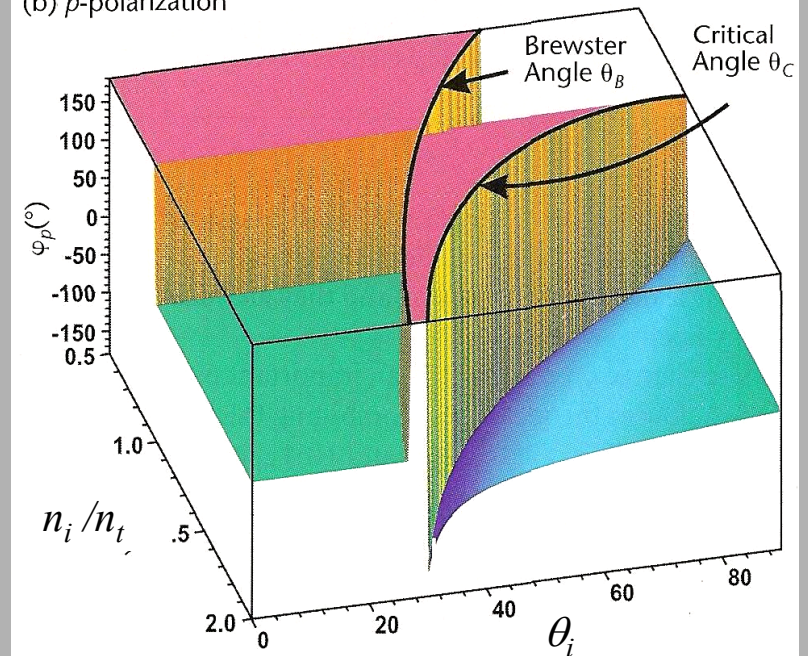 (b) p-polarization
Brewster
Angle θB
Critical
Angle θC
150
100
50
0
-50
-100
-150
φp(°)
0.5
1.0
.5
2.0
ni /nt
0
20
40
60
80
θi